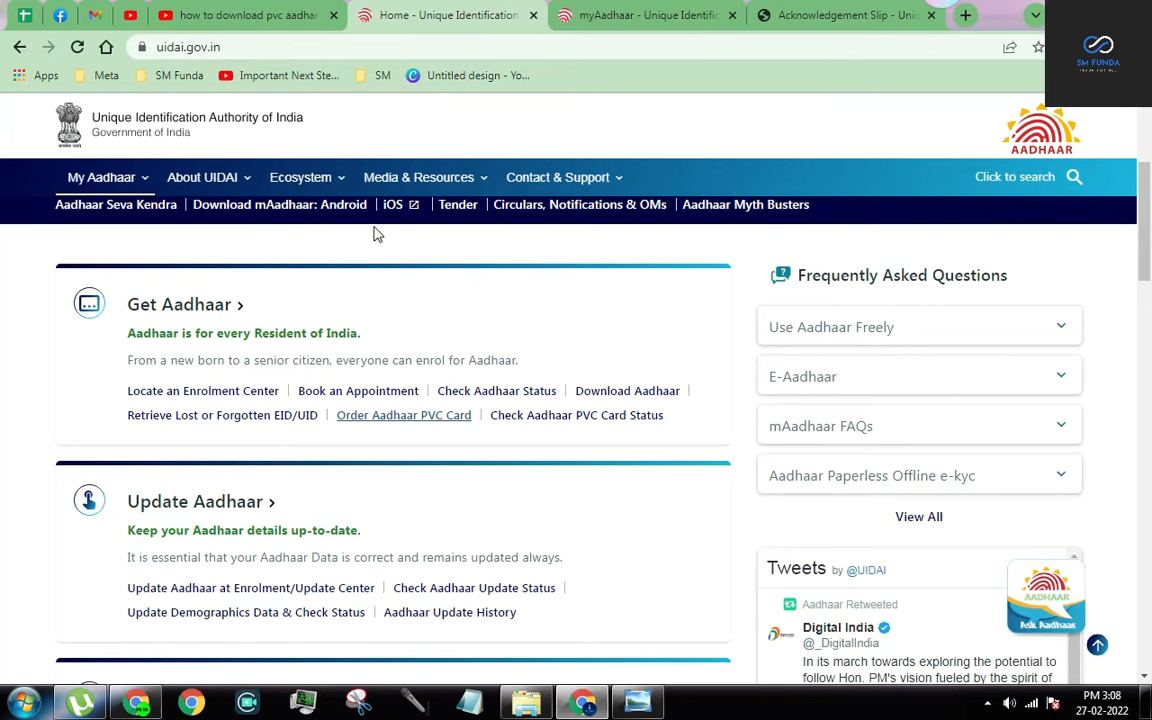 how to download pvc aadhar
Home - Unique Identification
myAadhaar - Unique Identific
Acknowledgement Slip - Uni
uidai.gov.in
Apps
Meta
SM Funda
Important Next Ste...
SM
Untitled design - Yo...
SM FUNDA
Unique Identification Authority of India
Government of India
AADHAAR
My Aadhaar
About UIDAI
Ecosystem
Media & Resources
Contact & Support
Click to search
Aadhaar Seva Kendra
Download mAadhaar: Android
iOS
Tender
Circulars, Notifications & OMs
Aadhaar Myth Busters
Get Aadhaar ›
Aadhaar is for every Resident of India.
From a new born to a senior citizen, everyone can enrol for Aadhaar.
Locate an Enrolment Center
Book an Appointment
Check Aadhaar Status
Download Aadhaar
Retrieve Lost or Forgotten EID/UID
Order Aadhaar PVC Card
Check Aadhaar PVC Card Status
Update Aadhaar ›
Keep your Aadhaar details up-to-date.
It is essential that your Aadhaar Data is correct and remains updated always.
Update Aadhaar at Enrolment/Update Center
Check Aadhaar Update Status
Update Demographics Data & Check Status
Aadhaar Update History
Frequently Asked Questions
Use Aadhaar Freely
E-Aadhaar
mAadhaar FAQs
Aadhaar Paperless Offline e-kyc
View All
Tweets by @UIDAI
Aadhaar Retweeted
Digital India
@_DigitalIndia
In its march towards exploring the potential to
follow Hon. PM's vision fueled by the spirit of
AADHAAR
Ask Aadhaar
PM 3:08
27-02-2022